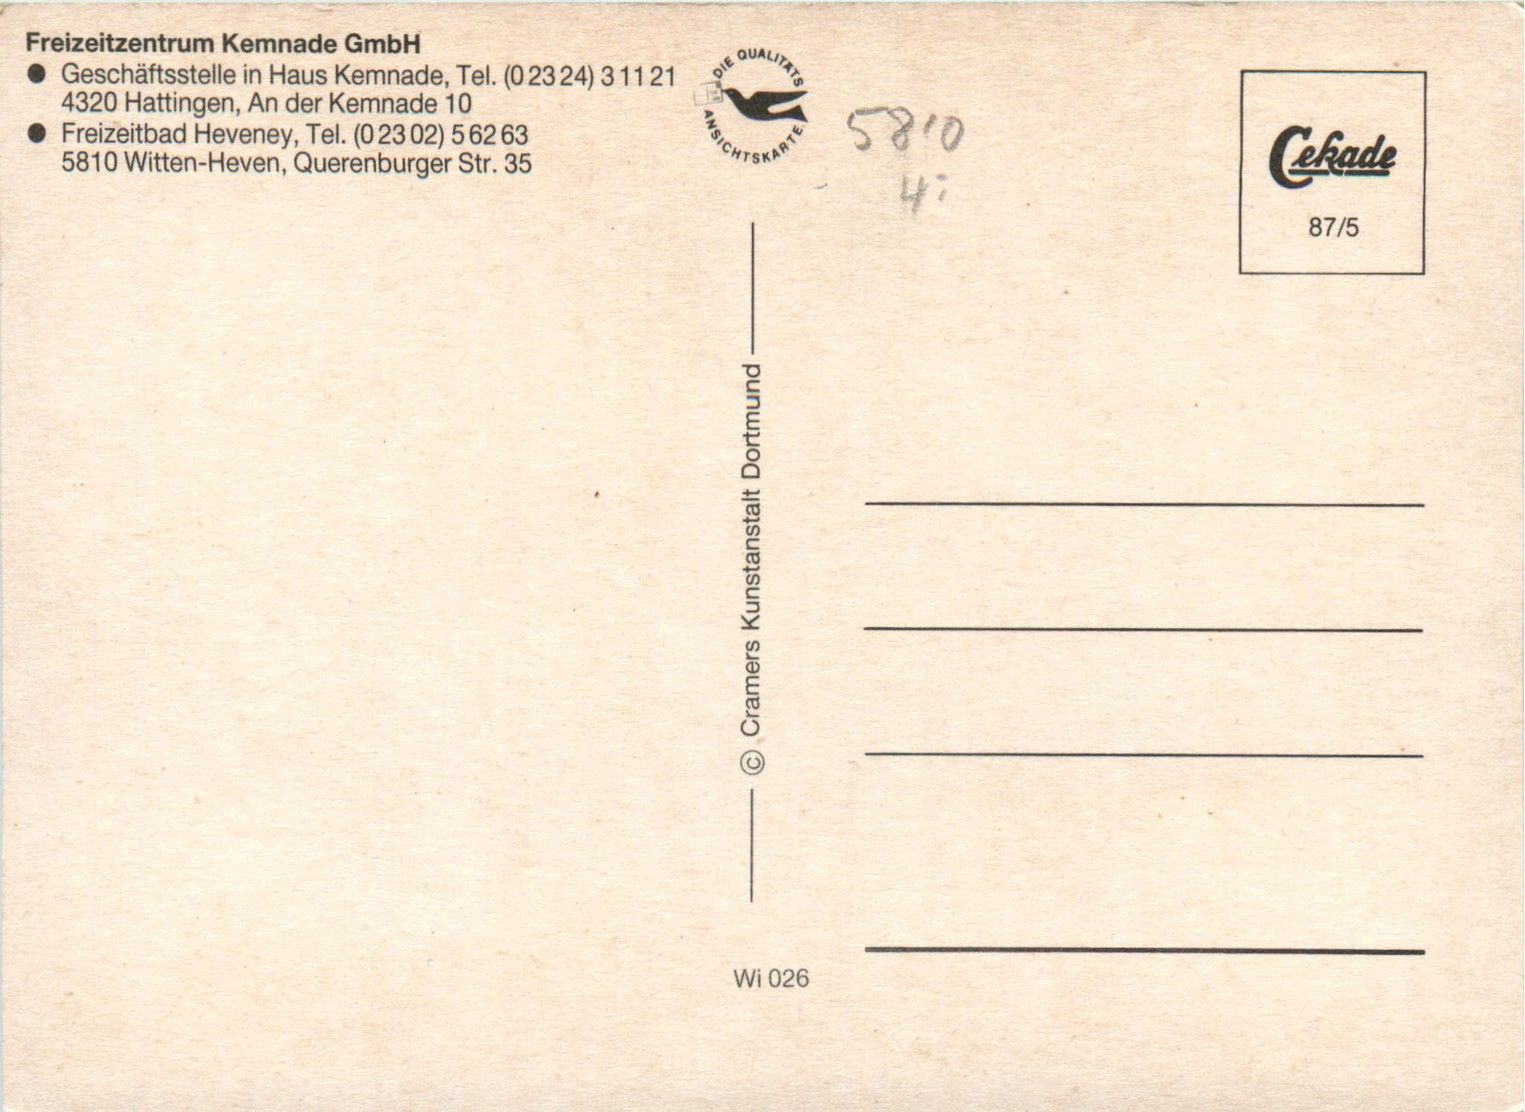 Freizeitzentrum Kemnade GmbH
● Geschäftsstelle in Haus Kemnade, Tel. (0 23 24) 3 11 21
4320 Hattingen, An der Kemnade 10
● Freizeitbad Heveney, Tel. (0 23 02) 5 62 63
5810 Witten-Heven, Querenburger Str. 35
DIE QUALITÄTS
ANSICHTSKARTE
5810
4:
Cekade
87/5
© Cramers Kunstanstalt Dortmund
Wi 026